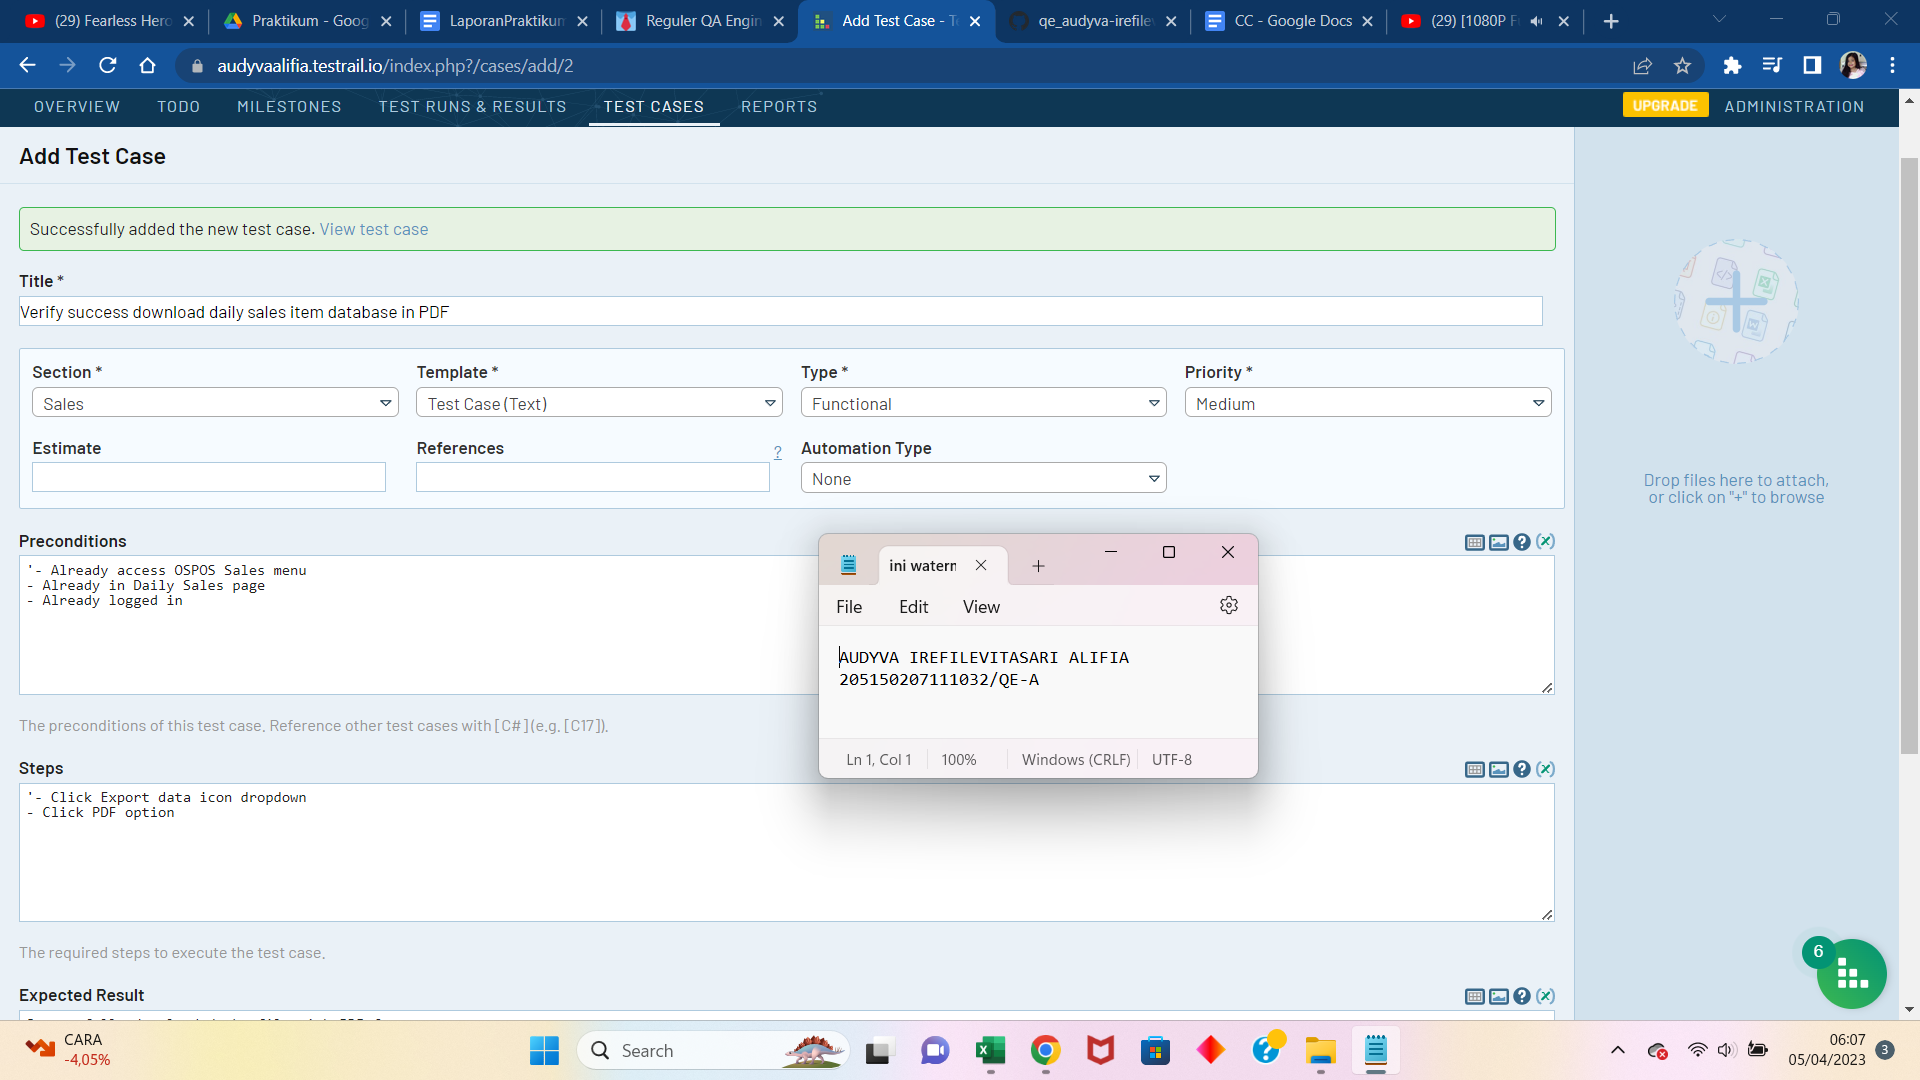 (29) Fearless Hero
Praktikum - Goog
LaporanPraktikum
Reguler QA Engin
Add Test Case - Te
qe_audyva-irefilev
CC - Google Docs
(29) [1080P F
audyvaalifia.testrail.io/index.php?/cases/add/2
OVERVIEW TODO MILESTONES TEST RUNS & RESULTS TEST CASES REPORTS UPGRADE ADMINISTRATION
Add Test Case
Successfully added the new test case. View test case
Title *
Verify success download daily sales item database in PDF
Section * Template * Type * Priority *
Sales Test Case (Text) Functional Medium
Estimate References ? Automation Type
None
Drop files here to attach,
or click on "+" to browse
Preconditions
'- Already access OSPOS Sales menu
- Already in Daily Sales page
- Already logged in
The preconditions of this test case. Reference other test cases with [C#] (e.g. [C17]).
ini watern
File Edit View
AUDYVA IREFILEVITASARI ALIFIA
205150207111032/QE-A
Ln 1, Col 1 100% Windows (CRLF) UTF-8
Steps
'- Click Export data icon dropdown
- Click PDF option
The required steps to execute the test case.
6
Expected Result
CARA
-4,05%
Search
06:07
05/04/2023
3